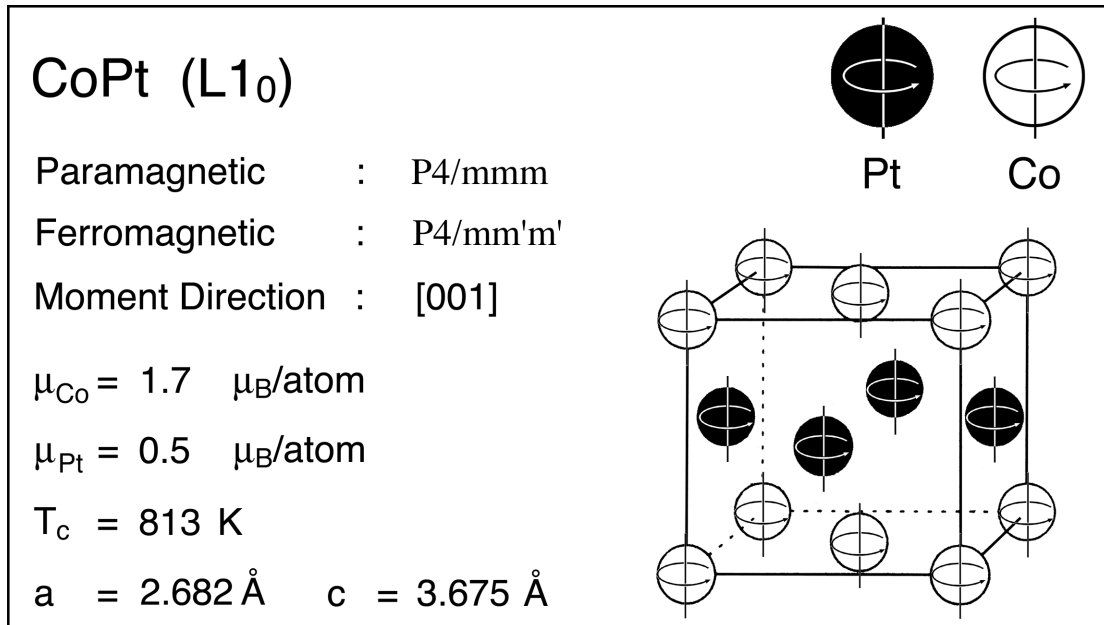 CoPt (L1₀)
Pt Co
Paramagnetic : P4/mmm
Ferromagnetic : P4/mm'm'
Moment Direction : [001]
μCo = 1.7 μB/atom
μPt = 0.5 μB/atom
Tc = 813 K
a = 2.682 Å c = 3.675 Å